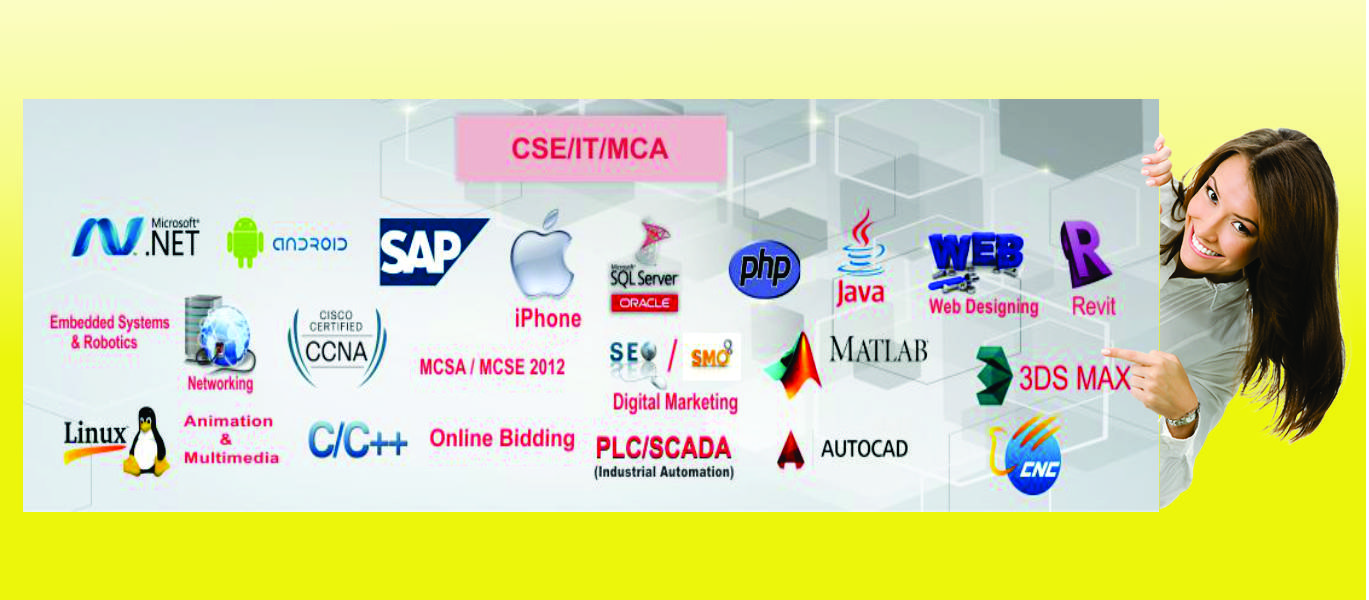 CSE/IT/MCA
Microsoft®
.NET
ANDROID
SAP
iPhone
Microsoft®
SQL Server
ORACLE
php
Java
WEB
Web Designing
R
Revit
Embedded Systems
& Robotics
Networking
CISCO
CERTIFIED
CCNA
MCSA / MCSE 2012
SEO / SMO
Digital Marketing
MATLAB
3DS MAX
Linux
Animation
&
Multimedia
C/C++
Online Bidding
PLC/SCADA
(Industrial Automation)
AUTOCAD
CNC